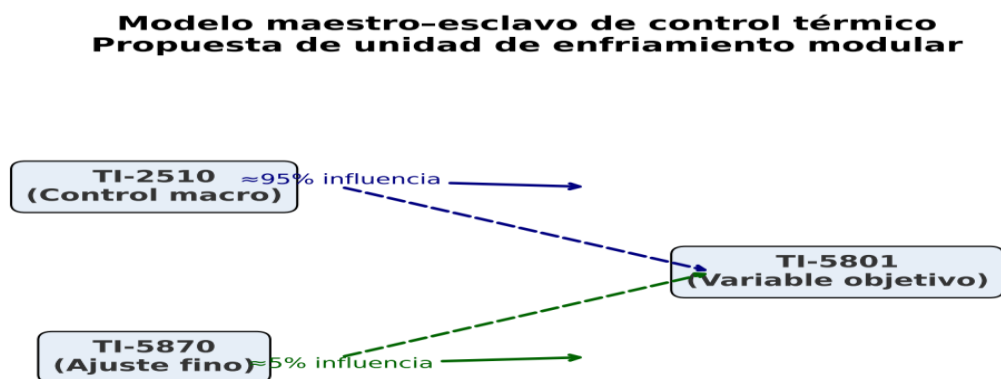 Modelo maestro–esclavo de control térmico
Propuesta de unidad de enfriamiento modular
TI-2510
(Control macro)
≈95% influencia
TI-5801
(Variable objetivo)
TI-5870
(Ajuste fino)
≈5% influencia